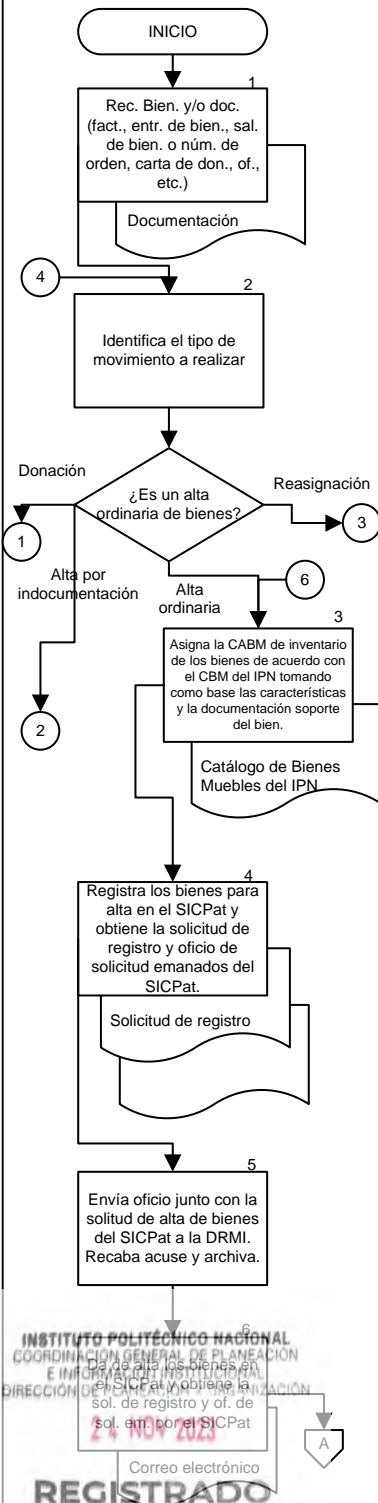 INICIO
1
Rec. Bien. y/o doc.
(fact., entr. de bien., sal.
de bien. o núm. de
orden, carta de don., of.,
etc.)
Documentación
4
2
Identifica el tipo de
movimiento a realizar
Donación
¿Es un alta
ordinaria de bienes?
Reasignación
1
3
Alta por
indocumentación
Alta
ordinaria
6
2
3
Asigna la CABM de inventario
de los bienes de acuerdo con
el CBM del IPN tomando
como base las características
y la documentación soporte
del bien.
Catálogo de Bienes
Muebles del IPN
4
Registra los bienes para
alta en el SICPat y
obtiene la solicitud de
registro y oficio de
solicitud emanados del
SICPat.
Solicitud de registro
5
Envía oficio junto con la
solitud de alta de bienes
del SICPat a la DRMI.
Recaba acuse y archiva.
6
INSTITUTO POLITÉCNICO NACIONAL
COORDINACIÓN GENERAL DE PLANEACIÓN
E INFORMACIÓN INSTITUCIONAL
DIRECCIÓN DE PLANEACIÓN Y ORGANIZACIÓN
Da de alta los bienes en
el SICPat y obtiene la
sol. de registro y of. de
sol. em. por el SICPat
24 NOV 2023
A
Correo electrónico
REGISTRADO